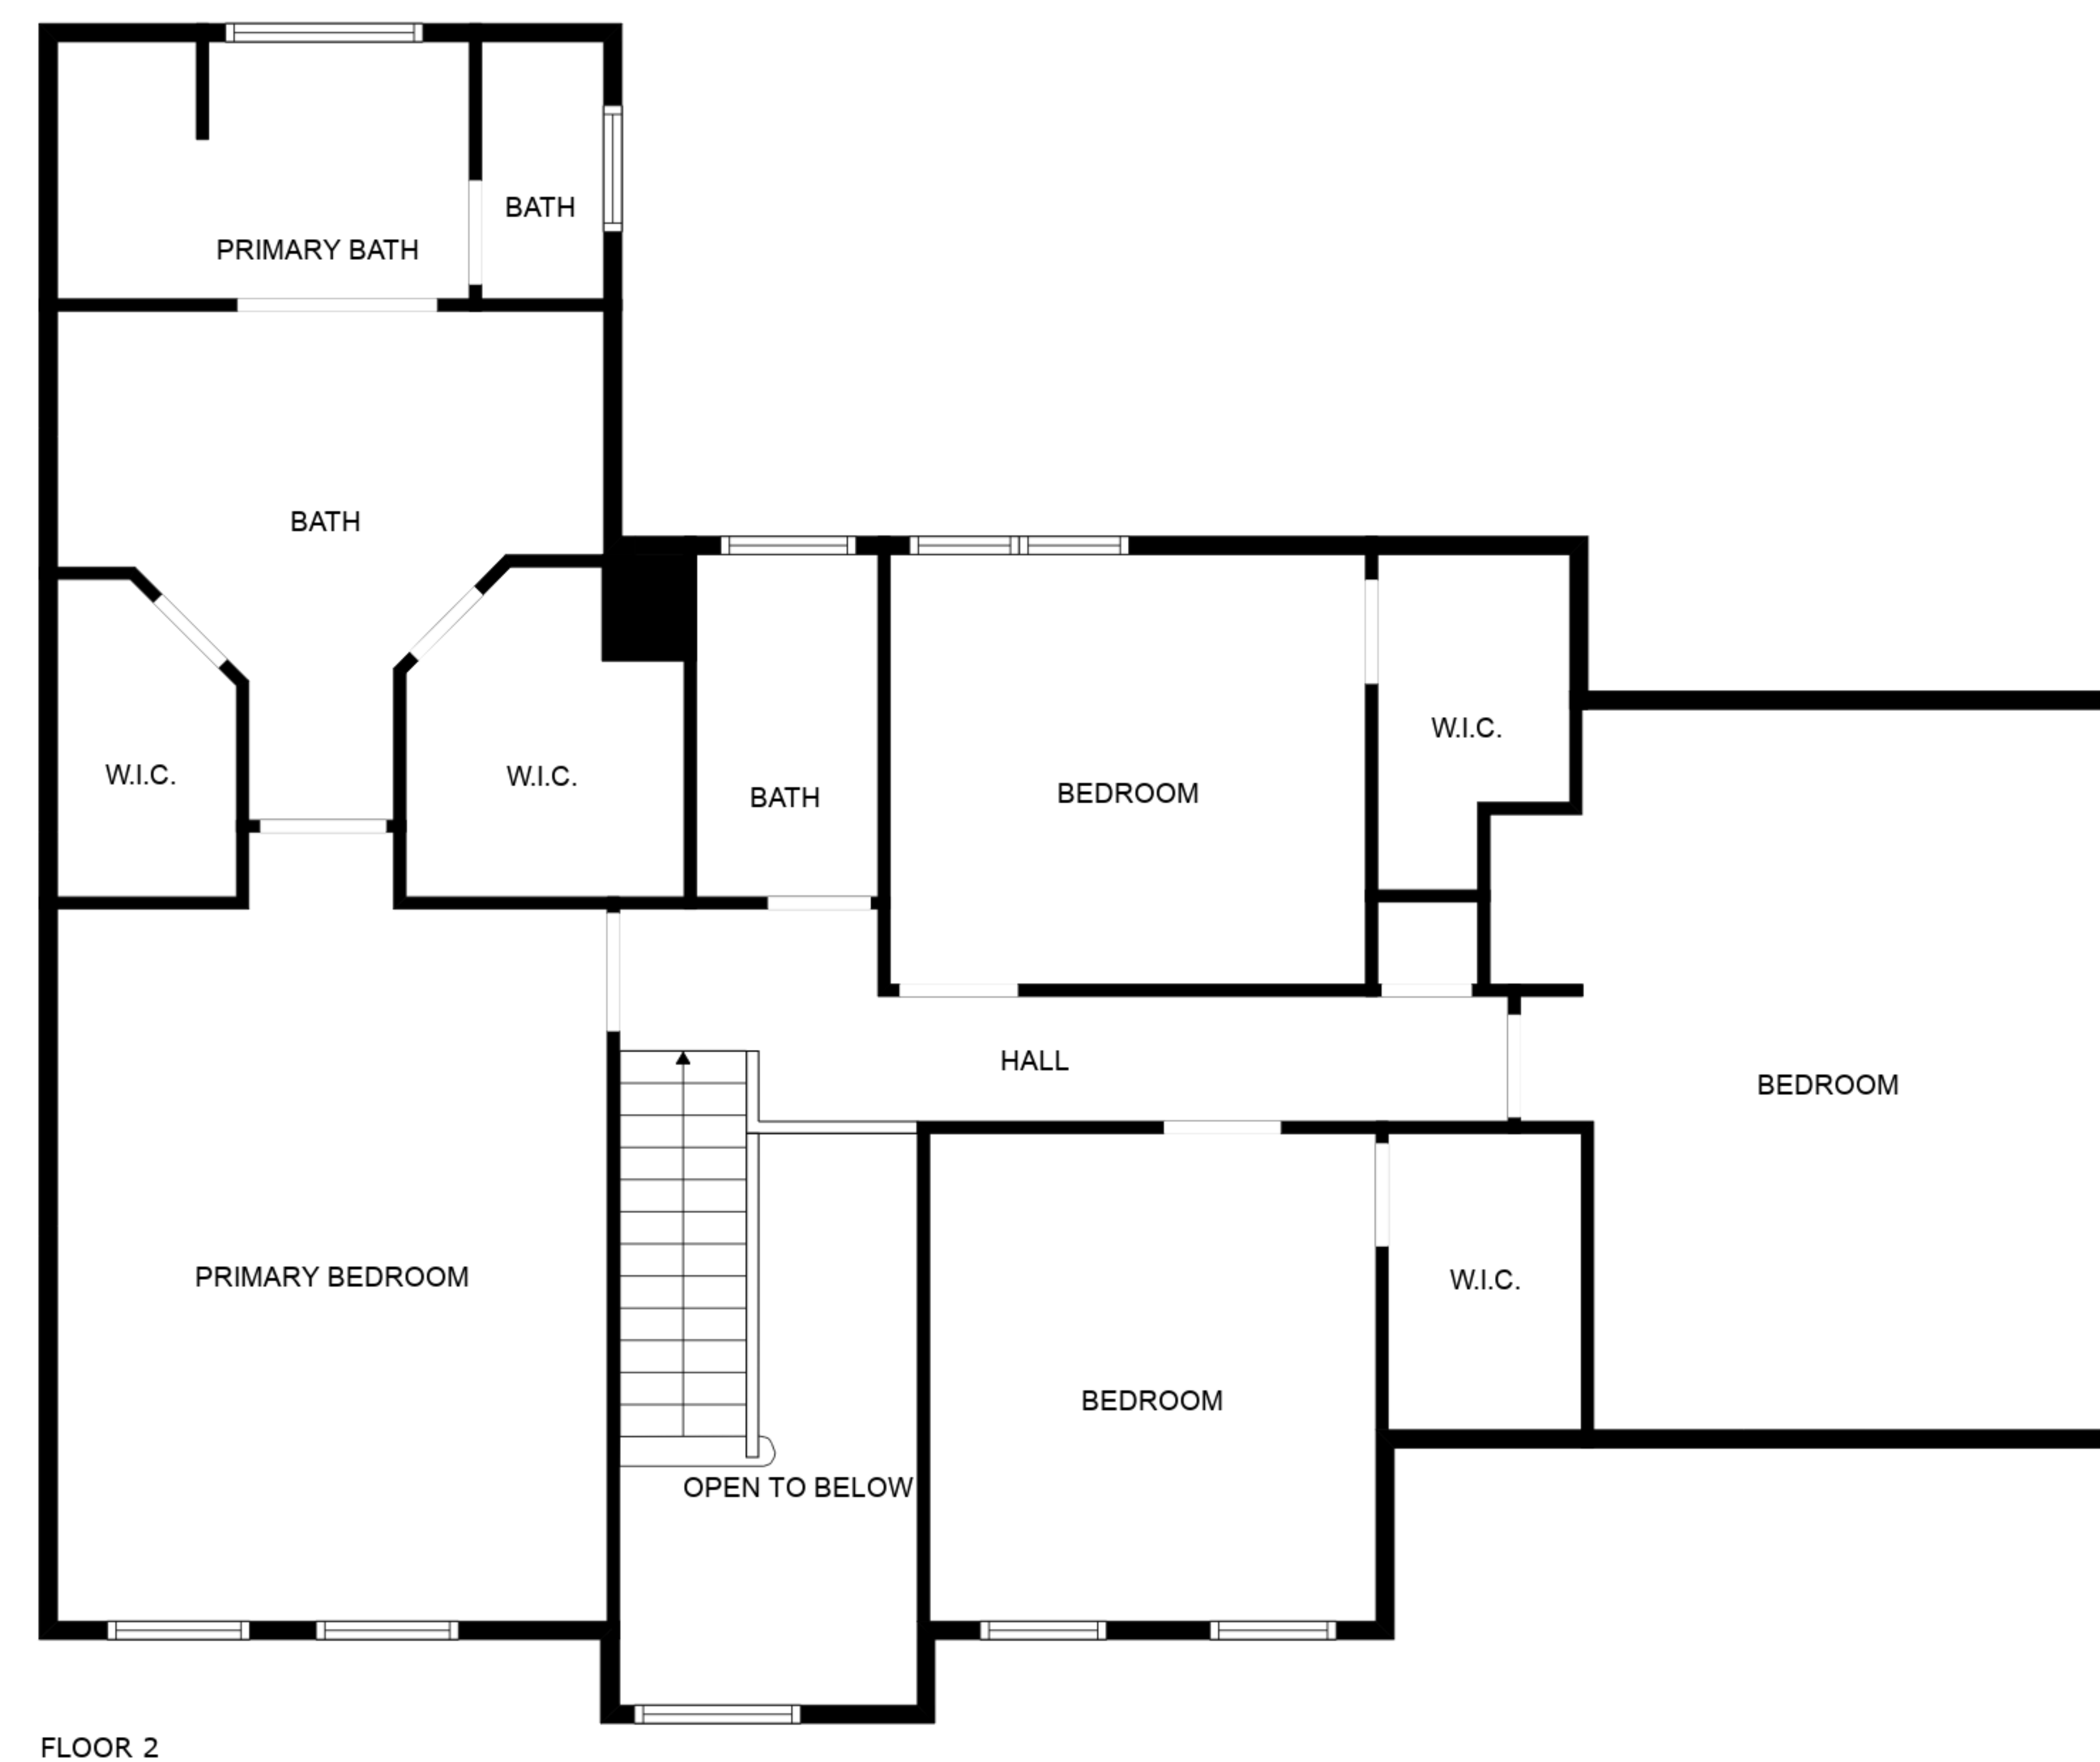 BATH
PRIMARY BATH
BATH
W.I.C.
W.I.C.
W.I.C.
BATH
BEDROOM
HALL
BEDROOM
PRIMARY BEDROOM
W.I.C.
BEDROOM
OPEN TO BELOW
FLOOR 2